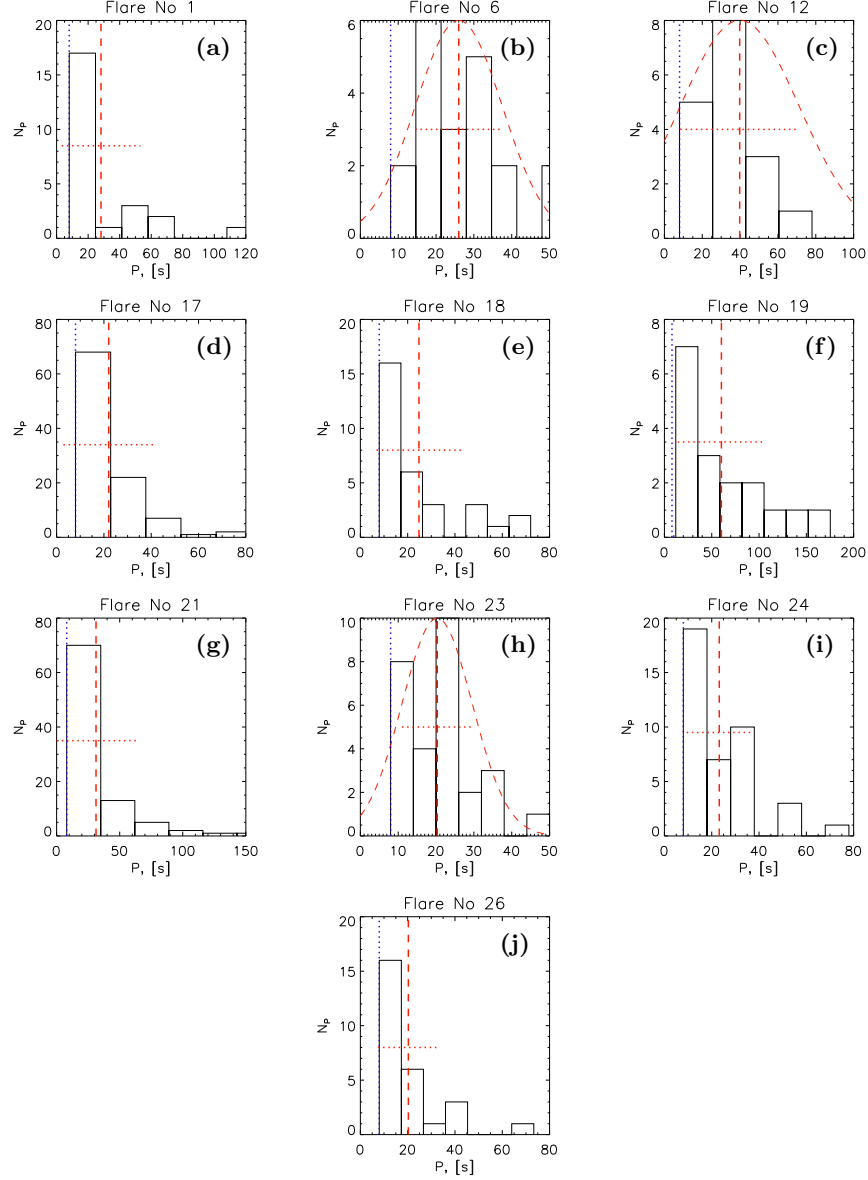 Flare No 1
(a)
N_P
20
15
10
5
0
0 20 40 60 80 100 120
P, [s]
Flare No 6
(b)
N_P
6
4
2
0
0 10 20 30 40 50
P, [s]
Flare No 12
(c)
N_P
8
6
4
2
0
0 20 40 60 80 100
P, [s]
Flare No 17
(d)
N_P
80
60
40
20
0
0 20 40 60 80
P, [s]
Flare No 18
(e)
N_P
20
15
10
5
0
0 20 40 60 80
P, [s]
Flare No 19
(f)
N_P
8
6
4
2
0
0 50 100 150 200
P, [s]
Flare No 21
(g)
N_P
80
60
40
20
0
0 50 100 150
P, [s]
Flare No 23
(h)
N_P
10
8
6
4
2
0
0 10 20 30 40 50
P, [s]
Flare No 24
(i)
N_P
20
15
10
5
0
0 20 40 60 80
P, [s]
Flare No 26
(j)
N_P
20
15
10
5
0
0 20 40 60 80
P, [s]